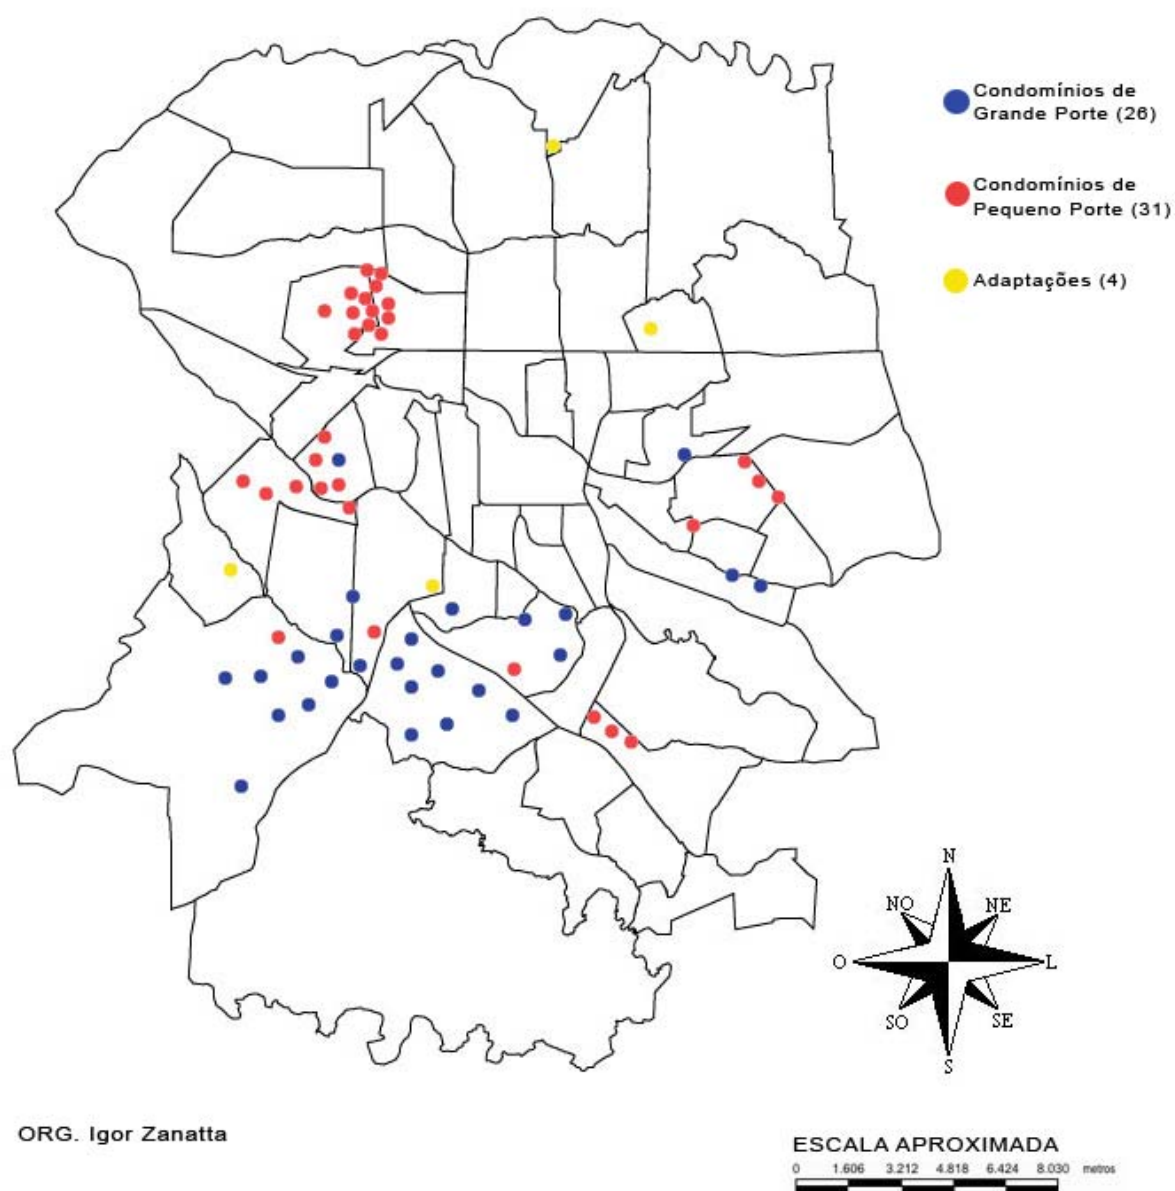 Condomínios de
Grande Porte (26)
Condomínios de
Pequeno Porte (31)
Adaptações (4)
N
NO
NE
O
L
SO
SE
S
ORG. Igor Zanatta
ESCALA APROXIMADA
0 1.606 3.212 4.818 6.424 8.030 metros